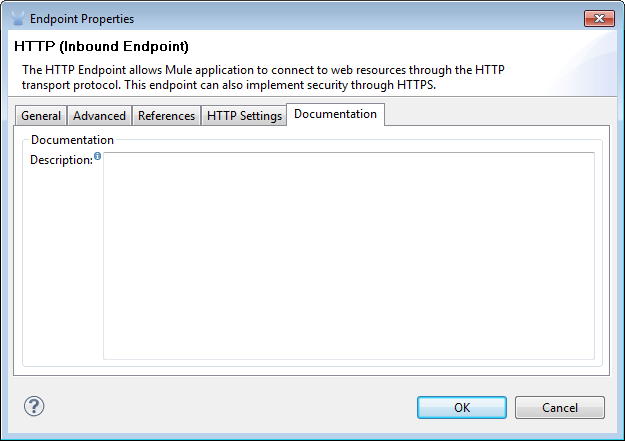 Endpoint Properties
HTTP (Inbound Endpoint)
The HTTP Endpoint allows Mule application to connect to web resources through the HTTP
transport protocol. This endpoint can also implement security through HTTPS.
General Advanced References HTTP Settings Documentation
Documentation
Description:
OK Cancel